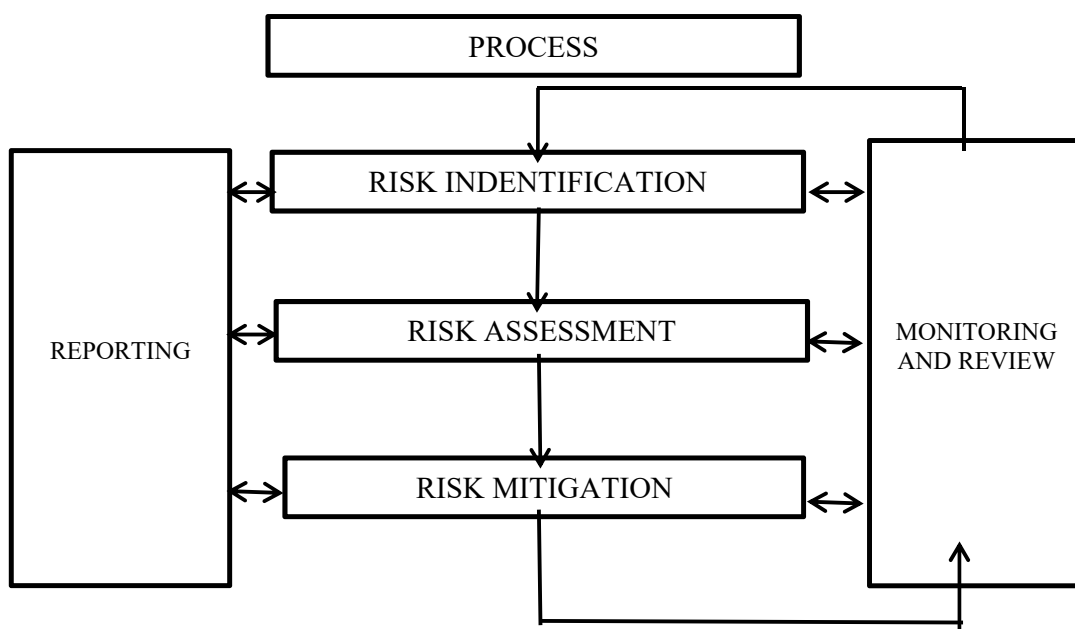 PROCESS
RISK INDENTIFICATION
RISK ASSESSMENT
REPORTING
MONITORING
AND REVIEW
RISK MITIGATION